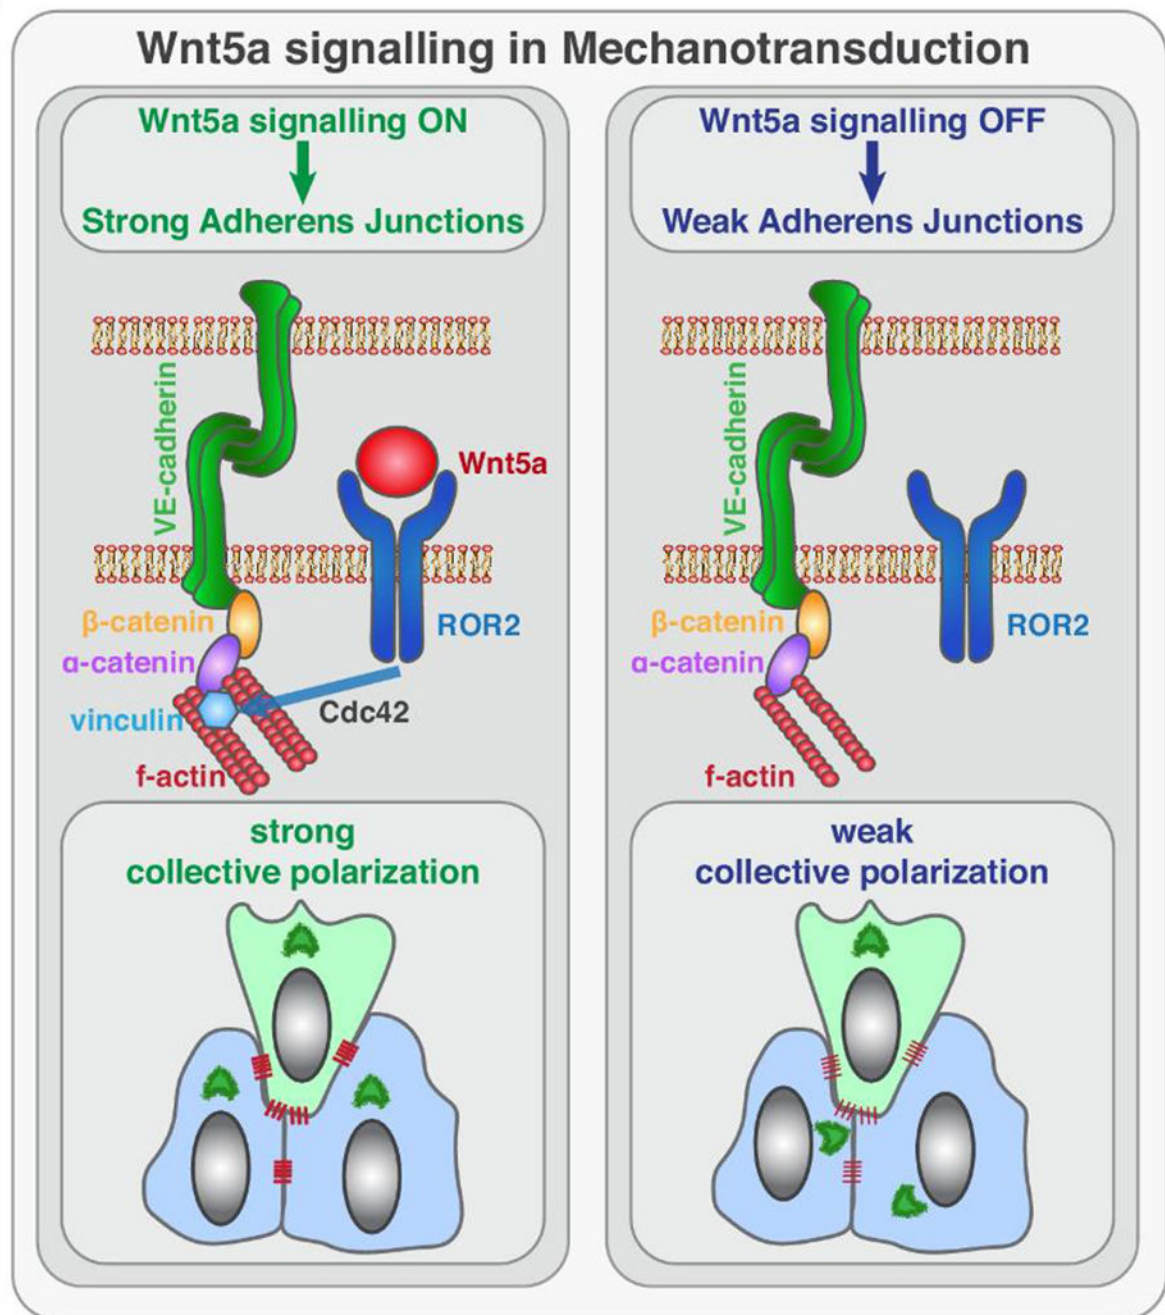 Wnt5a signalling in Mechanotransduction
Wnt5a signalling ON
Strong Adherens Junctions
VE-cadherin
Wnt5a
β-catenin
ROR2
α-catenin
vinculin
Cdc42
f-actin
strong
collective polarization
Wnt5a signalling OFF
Weak Adherens Junctions
VE-cadherin
β-catenin
ROR2
α-catenin
f-actin
weak
collective polarization